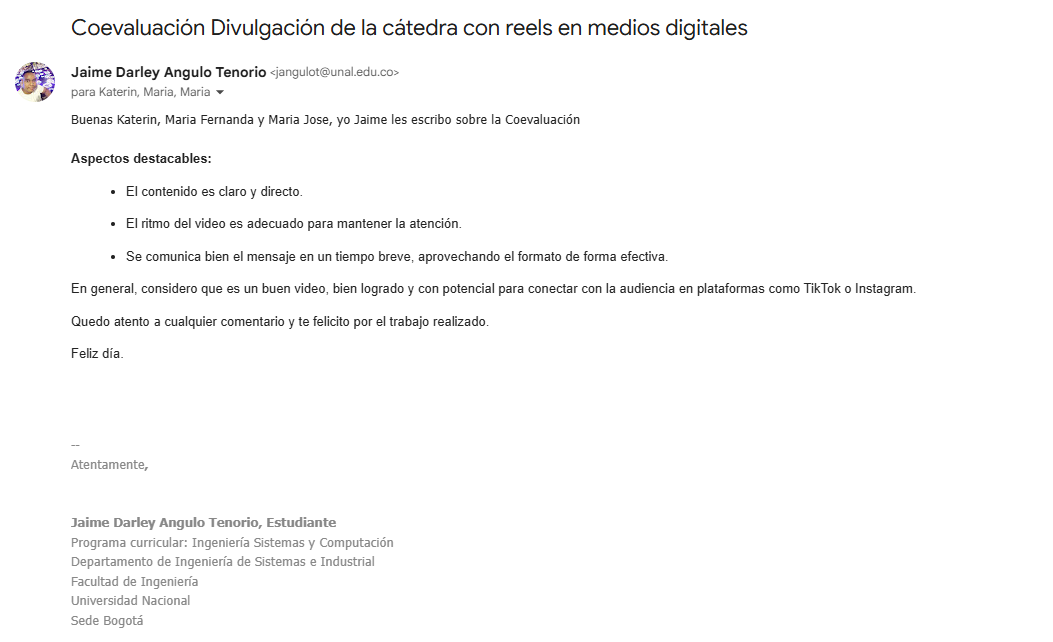 Coevaluación Divulgación de la cátedra con reels en medios digitales
Jaime Darley Angulo Tenorio <jangulot@unal.edu.co>
para Katerin, Maria, Maria
Buenas Katerin, Maria Fernanda y Maria Jose, yo Jaime les escribo sobre la Coevaluación
Aspectos destacables:
• El contenido es claro y directo.
• El ritmo del video es adecuado para mantener la atención.
• Se comunica bien el mensaje en un tiempo breve, aprovechando el formato de forma efectiva.
En general, considero que es un buen video, bien logrado y con potencial para conectar con la audiencia en plataformas como TikTok o Instagram.
Quedo atento a cualquier comentario y te felicito por el trabajo realizado.
Feliz día.
--
Atentamente,
Jaime Darley Angulo Tenorio, Estudiante
Programa curricular: Ingeniería Sistemas y Computación
Departamento de Ingeniería de Sistemas e Industrial
Facultad de Ingeniería
Universidad Nacional
Sede Bogotá